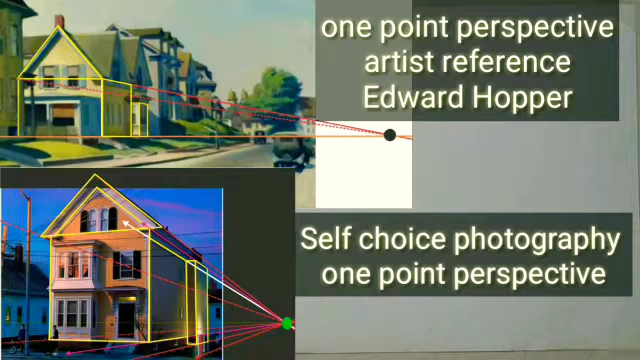 one point perspective
artist reference
Edward Hopper
Self choice photography
one point perspective